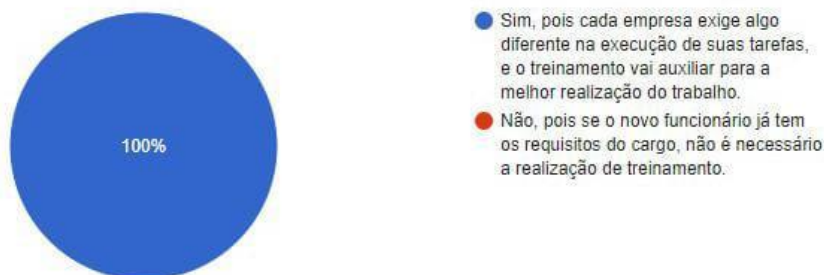 100%
Sim, pois cada empresa exige algo
diferente na execução de suas tarefas,
e o treinamento vai auxiliar para a
melhor realização do trabalho.
Não, pois se o novo funcionário já tem
os requisitos do cargo, não é necessário
a realização de treinamento.